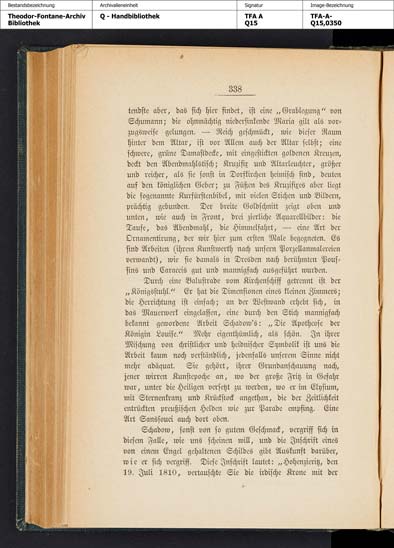 Bestandsbezeichnung Archivalieneinheit Signatur Image-Bezeichnung
Theodor-Fontane-Archiv Q - Handbibliothek TFA A TFA-A-
Bibliothek Q15 Q15,0350
338
tendste aber, das sich hier findet, ist eine „Grablegung“ von
Schumann; die ohnmächtig niedersinkende Maria gilt als vor-
zugsweise gelungen. — Reich geschmückt, wie dieser Raum
hinter dem Altar, ist vor Allem auch der Altar selbst; eine
schwere, grüne Damastdecke, mit eingestickten goldenen Kreuzen,
deckt den Abendmahlstisch; Kruzifix und Altarleuchter, größer
und reicher, als sie sonst in Dorfkirchen heimisch sind, deuten
auf den königlichen Geber; zu Füßen des Kruzifixes aber liegt
die sogenannte Kurfürstenbibel, mit vielen Stichen und Bildern,
prächtig gebunden. Der breite Goldschnitt zeigt oben und
unten, wie auch in Front, drei zierliche Aquarellbilder: die
Taufe, das Abendmahl, die Himmelfahrt, — eine Art der
Ornamentirung, der wir hier zum ersten Male begegneten. Es
sind Arbeiten (ihrem Kunstwerth nach unsern Porzellanmalereien
verwandt), wie sie damals in Dresden nach berühmten Pous-
sins und Caraccis gut und mannigfach ausgeführt wurden.
Durch eine Balustrade vom Kirchenschiff getrennt ist der
„Königsstuhl.“ Er hat die Dimensionen eines kleinen Zimmers;
die Herrichtung ist einfach; an der Westwand erhebt sich, in
das Mauerwerk eingelassen, eine durch den Stich mannigfach
bekannt gewordene Arbeit Schadow's: „Die Apotheose der
Königin Louise.“ Mehr eigenthümlich, als schön. In ihrer
Mischung von christlicher und heidnischer Symbolik ist uns die
Arbeit kaum noch verständlich, jedenfalls unserem Sinne nicht
mehr adäquat. Sie gehört, ihrer Grundanschauung nach,
jener wirren Kunstepoche an, wo der große Fritz in Gefahr
war, unter die Heiligen versetzt zu werden, wo er im Elysium,
mit Sternenkranz und Krückstock angethan, die der Zeitlichkeit
entrückten preußischen Helden wie zur Parade empfing. Eine
Art Sanssouci auch dort oben.
Schadow, sonst von so gutem Geschmack, vergriff sich in
diesem Falle, wie uns scheinen will, und die Inschrift eines
von einem Engel gehaltenen Schildes gibt Auskunft darüber,
wie er sich vergriff. Diese Inschrift lautet: „Hohenzieritz, den
19. Juli 1810, vertauschte Sie die irdische Krone mit der